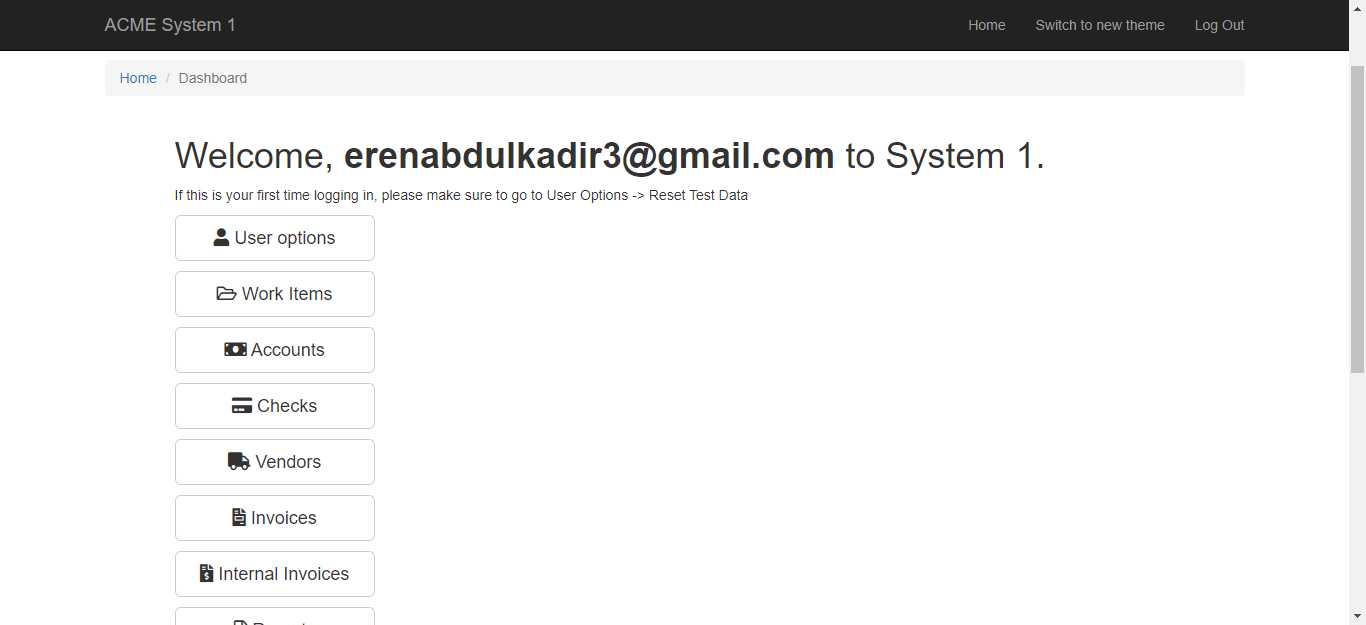 ACME System 1
Home
Switch to new theme
Log Out
Home / Dashboard
Welcome, erenabdulkadir3@gmail.com to System 1.
If this is your first time logging in, please make sure to go to User Options -> Reset Test Data
User options
Work Items
Accounts
Checks
Vendors
Invoices
Internal Invoices